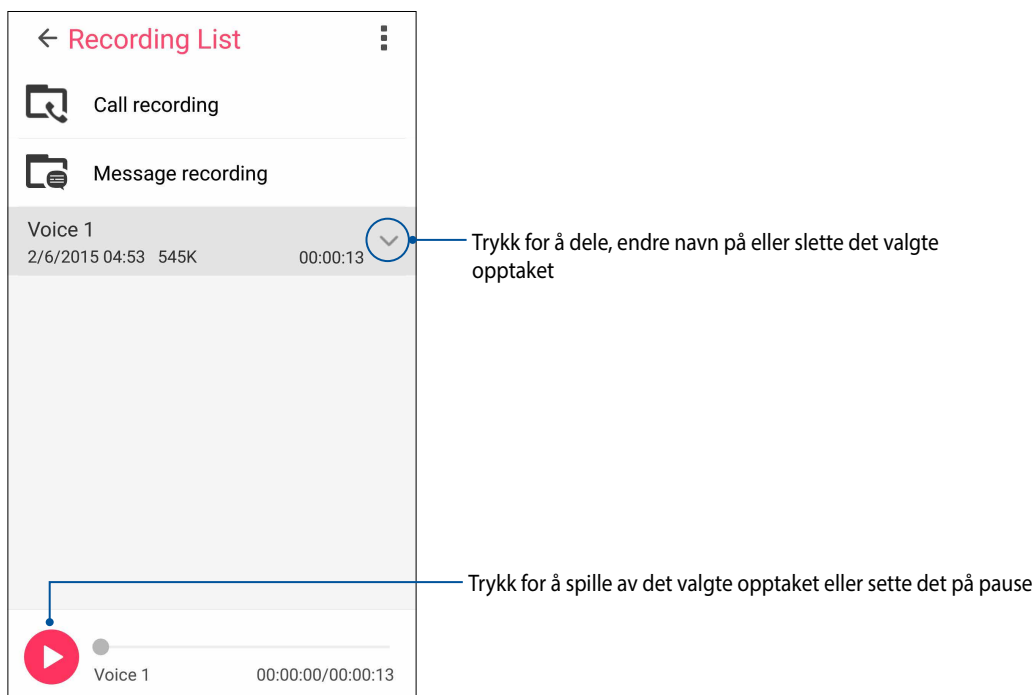 Recording List
Call recording
Message recording
Voice 1
2/6/2015 04:53 545K 00:00:13
Trykk for å dele, endre navn på eller slette det valgte
opptaket
Trykk for å spille av det valgte opptaket eller sette det på pause
Voice 1 00:00:00/00:00:13